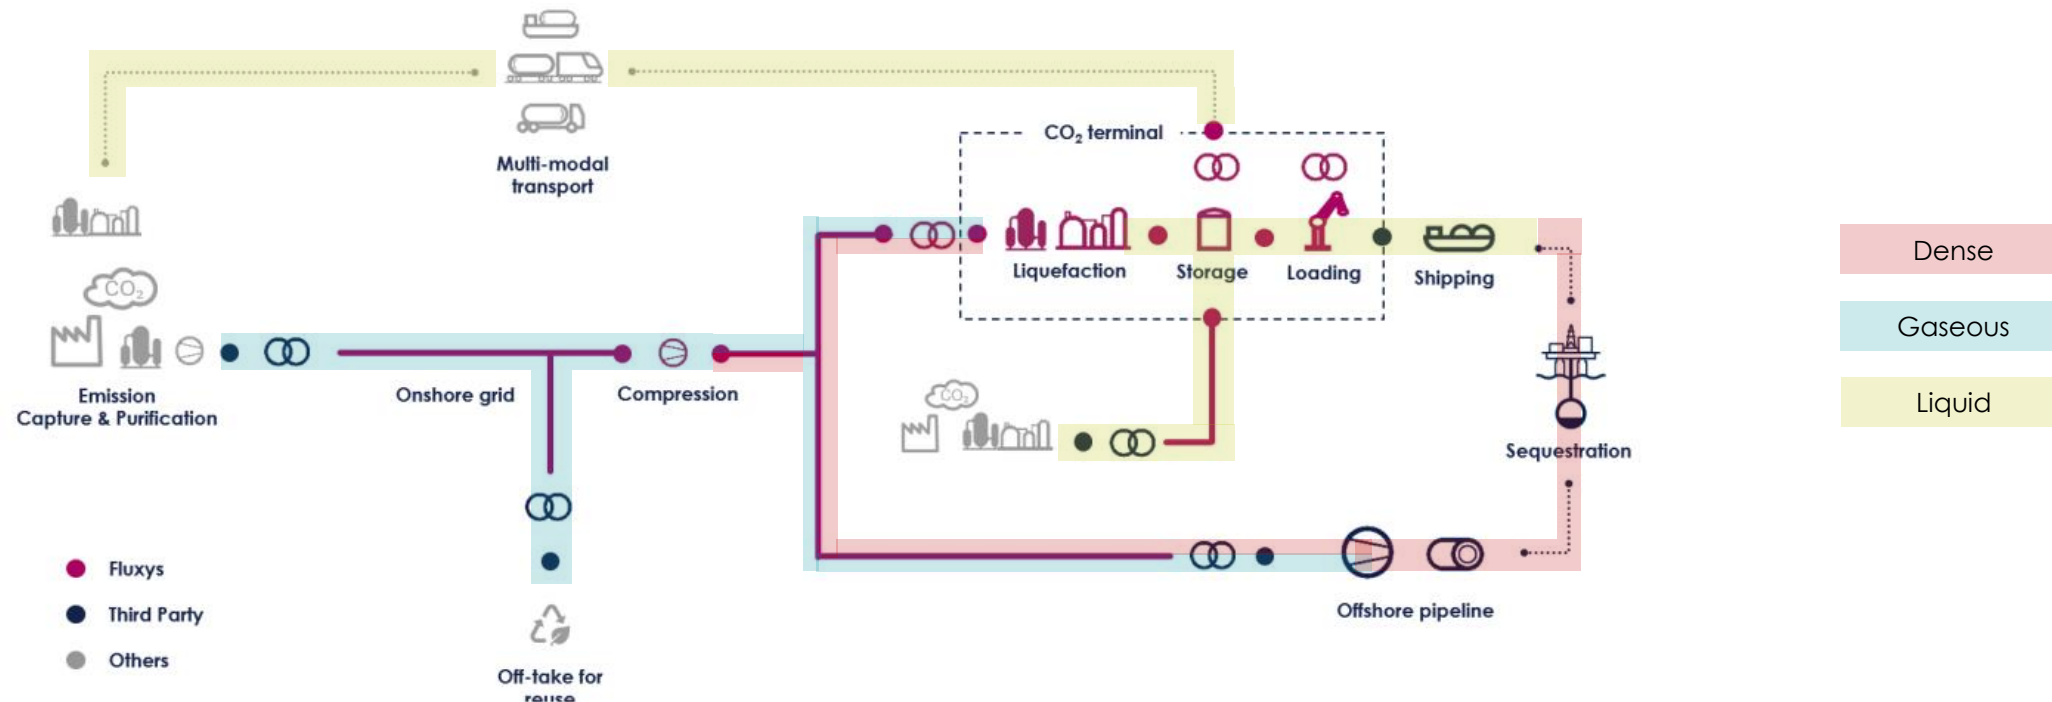 CO₂ terminal
Multi-modal
transport
Liquefaction
Storage
Loading
Shipping
Dense
Gaseous
Liquid
CO₂
Emission
Capture & Purification
Onshore grid
Compression
CO₂
Sequestration
Fluxys
Third Party
Others
Offshore pipeline
Off-take for
reuse